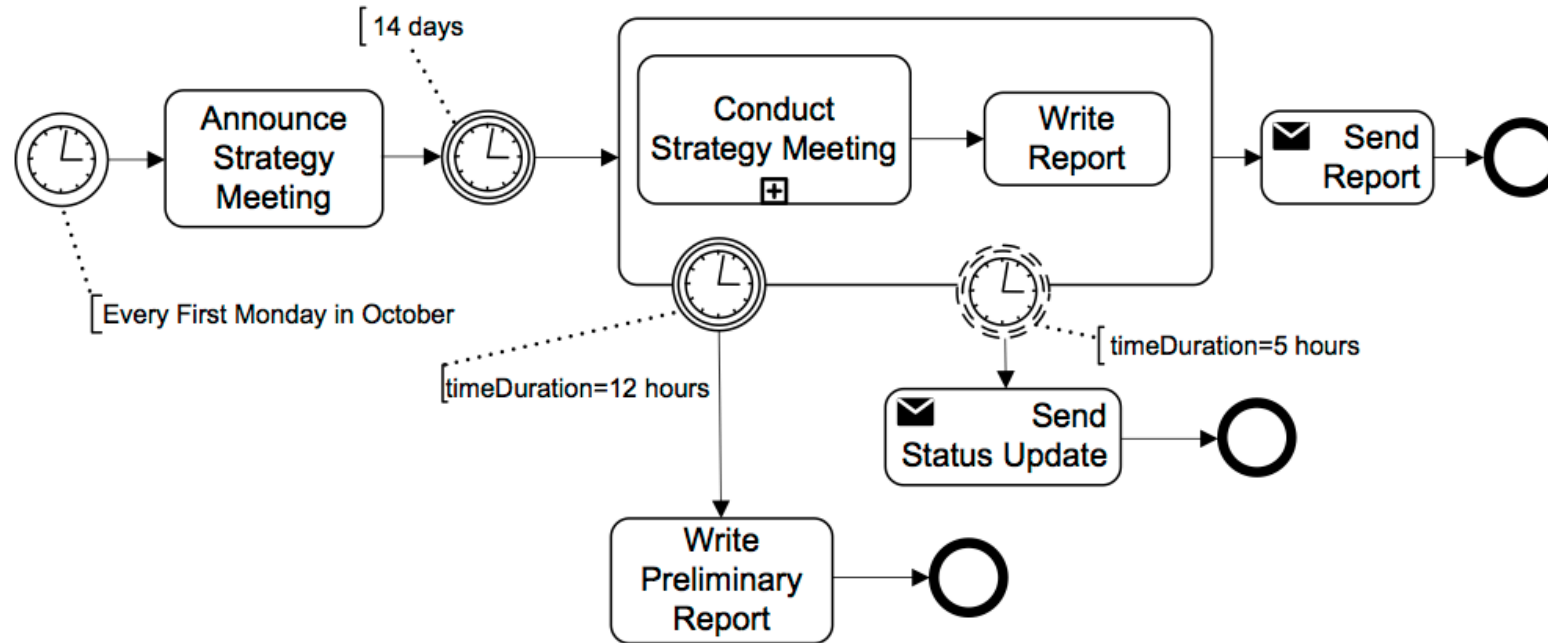 14 days
Announce
Strategy
Meeting
Conduct
Strategy Meeting
Write
Report
Send
Report
Every First Monday in October
timeDuration=12 hours
timeDuration=5 hours
Send
Status Update
Write
Preliminary
Report